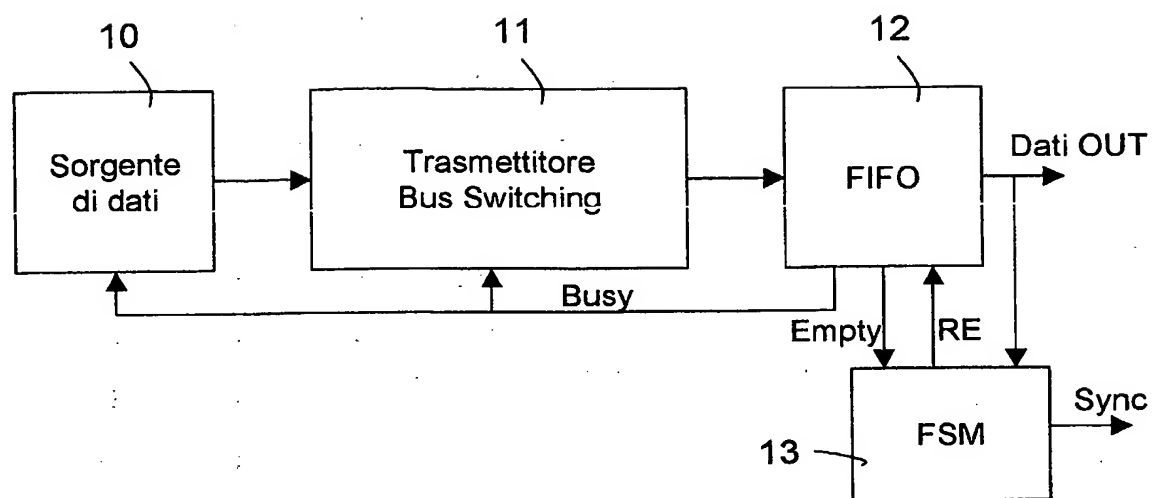 10
11
12
Sorgente
di dati
Trasmettitore
Bus Switching
FIFO
Dati OUT
Busy
Empty
RE
FSM
Sync
13